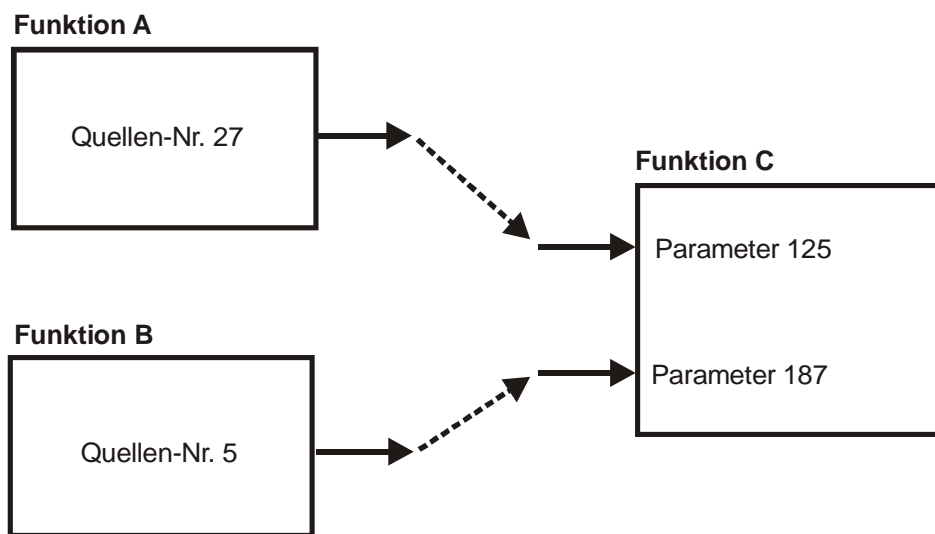 Funktion A
Quellen-Nr. 27
Funktion C
Parameter 125
Funktion B
Parameter 187
Quellen-Nr. 5